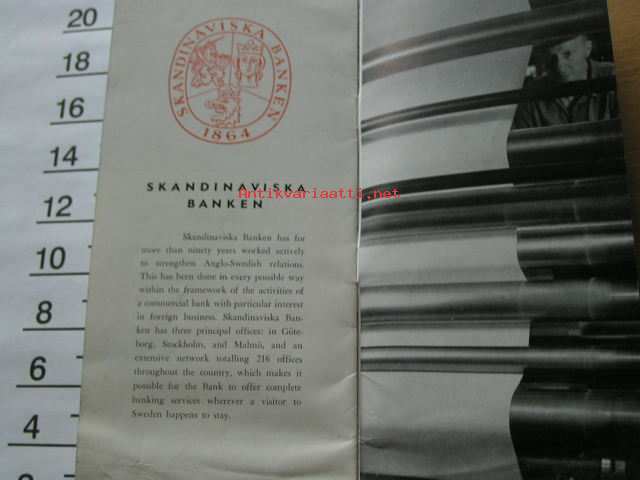 20
18
16
14
12
10
8
6
4
SKANDINAVISKA BANKEN
1864
SKANDINAVISKA
BANKEN
Antikvariaatti.net
Skandinaviska Banken has for
more than ninety years worked actively
to strengthen Anglo-Swedish relations.
This has been done in every possible way
within the framework of the activities of
a commercial bank with particular interest
in foreign business. Skandinaviska Ban-
ken has three principal offices: in Göte-
borg, Stockholm, and Malmö, and an
extensive network totalling 216 offices
throughout the country, which makes it
possible for the Bank to offer complete
banking services wherever a visitor to
Sweden happens to stay.